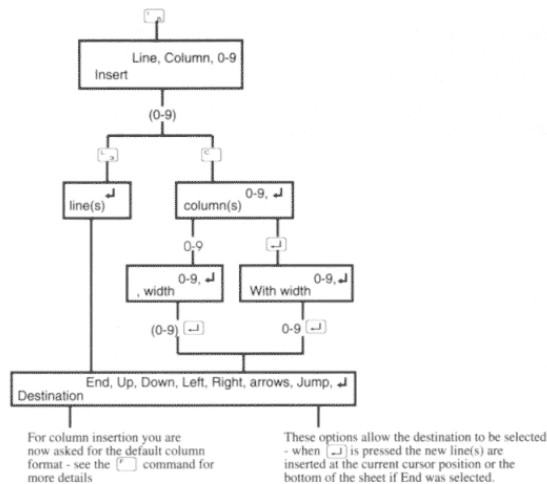 Line, Column, 0-9
Insert
(0-9)
L
C
↵
line(s)
0-9, ↵
column(s)
0-9
↵
0-9, ↵
, width
0-9, ↵
With width
(0-9) ↵
0-9 ↵
End, Up, Down, Left, Right, arrows, Jump, ↵
Destination
For column insertion you are
now asked for the default column
format - see the F command for
more details
These options allow the destination to be selected
- when ↵ is pressed the new line(s) are
inserted at the current cursor position or the
bottom of the sheet if End was selected.